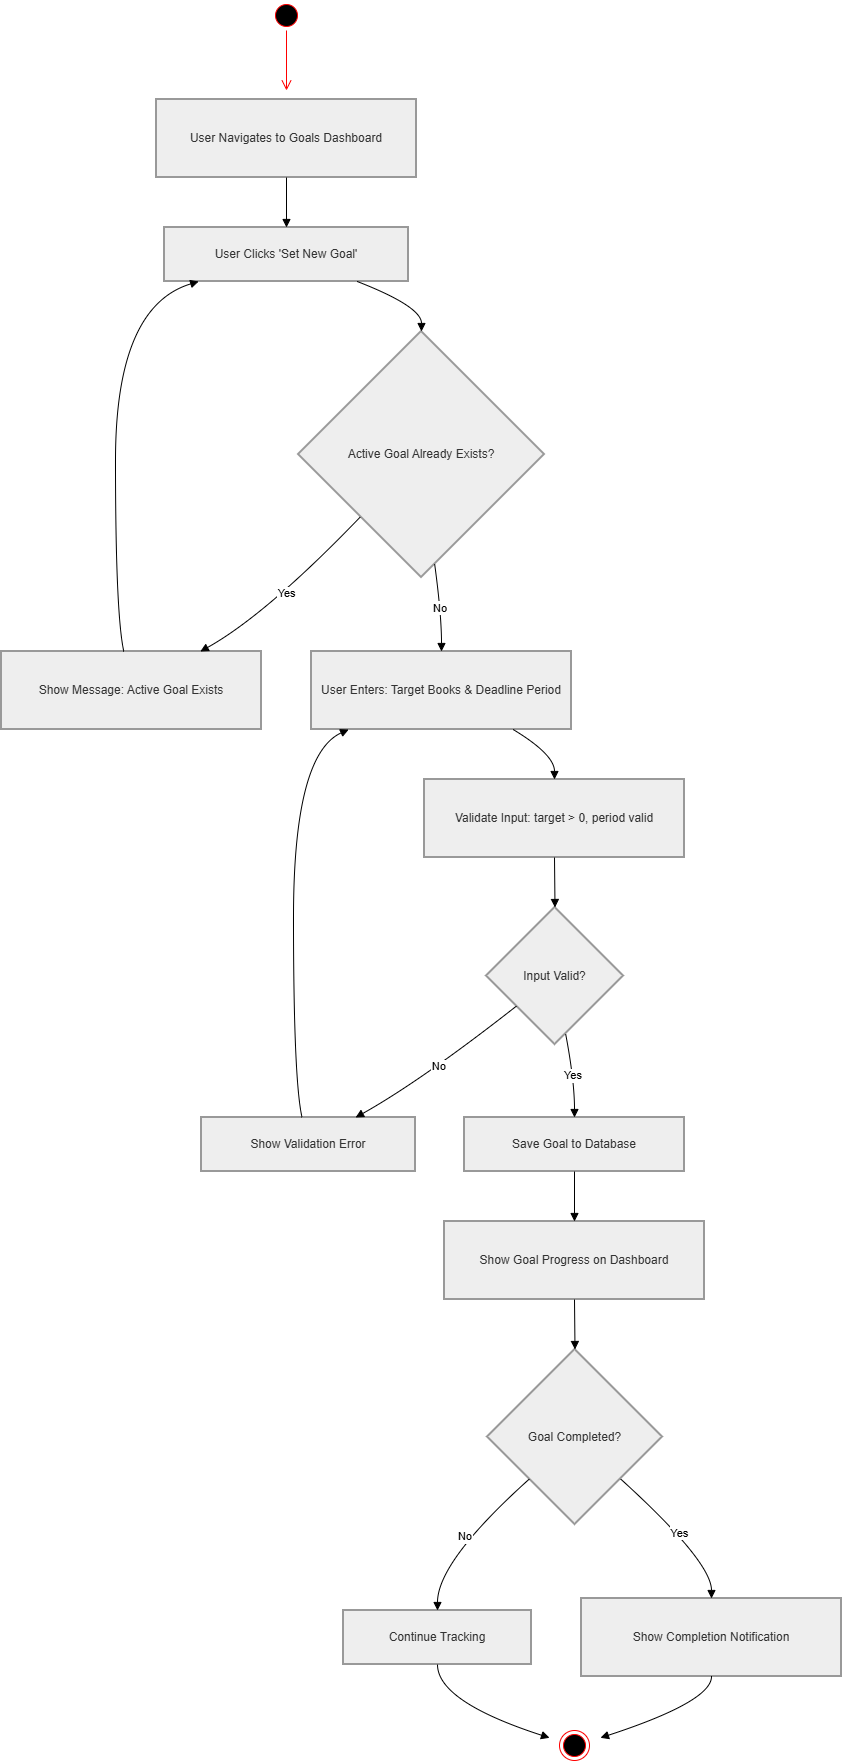 User Navigates to Goals Dashboard
User Clicks 'Set New Goal'
Active Goal Already Exists?
Yes
No
Show Message: Active Goal Exists
User Enters: Target Books & Deadline Period
Validate Input: target > 0, period valid
Input Valid?
No
Yes
Show Validation Error
Save Goal to Database
Show Goal Progress on Dashboard
Goal Completed?
No
Yes
Continue Tracking
Show Completion Notification